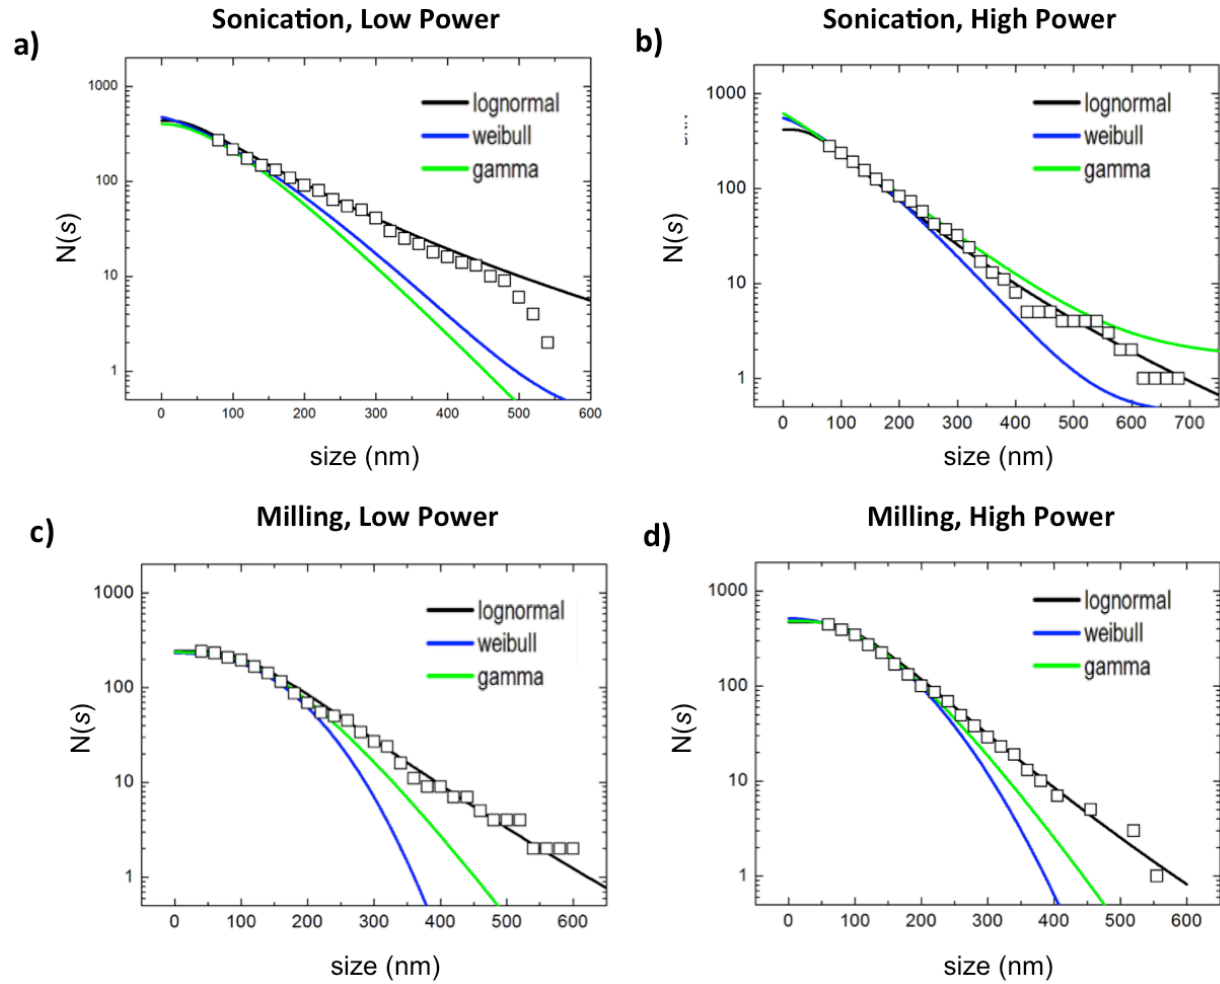 Sonication, Low Power
a)
1000
100
10
1
N(s)
lognormal
weibull
gamma
0 100 200 300 400 500 600
size (nm)
Sonication, High Power
b)
1000
100
10
1
N(s)
lognormal
weibull
gamma
0 100 200 300 400 500 600 700
size (nm)
Milling, Low Power
c)
1000
100
10
1
N(s)
lognormal
weibull
gamma
0 100 200 300 400 500 600
size (nm)
Milling, High Power
d)
1000
100
10
1
N(s)
lognormal
weibull
gamma
0 100 200 300 400 500 600
size (nm)